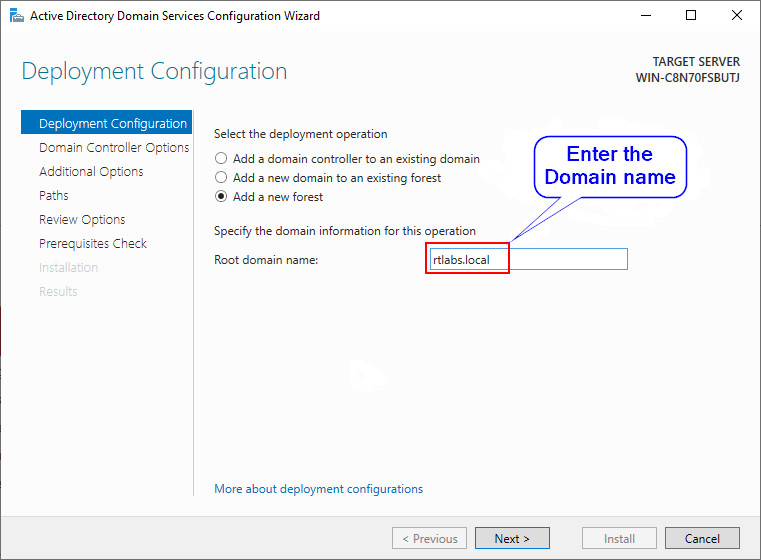 Active Directory Domain Services Configuration Wizard
Deployment Configuration
TARGET SERVER
WIN-C8N70FSBUTJ
Deployment Configuration
Domain Controller Options
Additional Options
Paths
Review Options
Prerequisites Check
Installation
Results
Select the deployment operation
Add a domain controller to an existing domain
Add a new domain to an existing forest
Add a new forest
Enter the
Domain name
Specify the domain information for this operation
Root domain name:
rtlabs.local
More about deployment configurations
< Previous
Next >
Install
Cancel